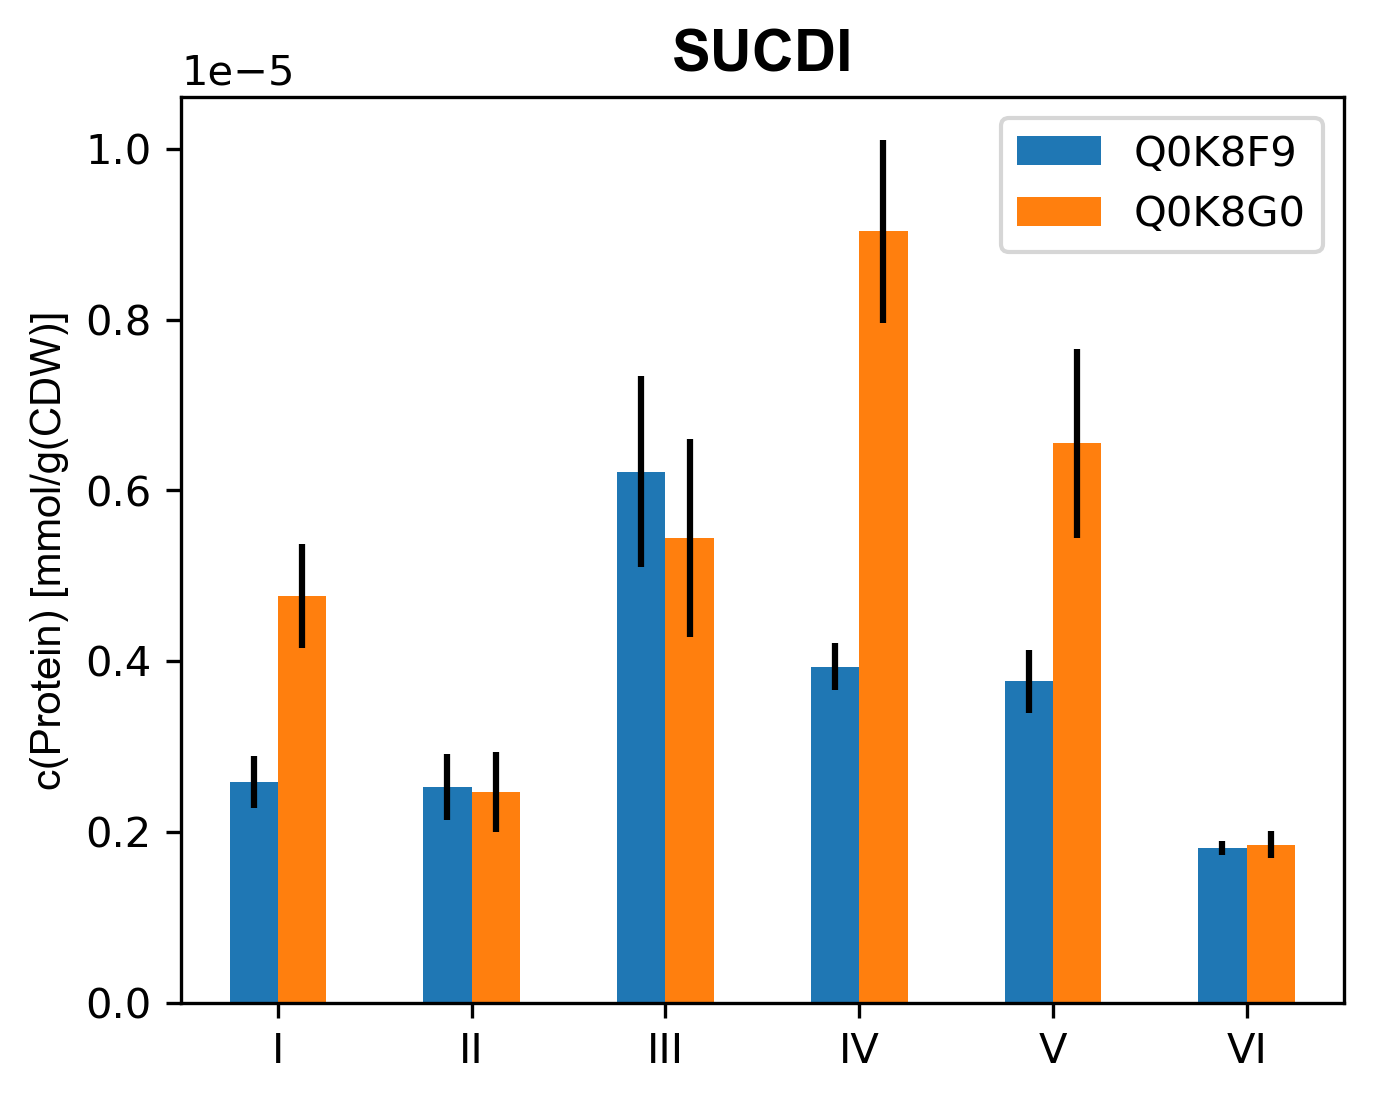 SUCDI
1e−5
Q0K8F9
Q0K8G0
c(Protein) [mmol/g(CDW)]
1.0
0.8
0.6
0.4
0.2
0.0
I II III IV V VI